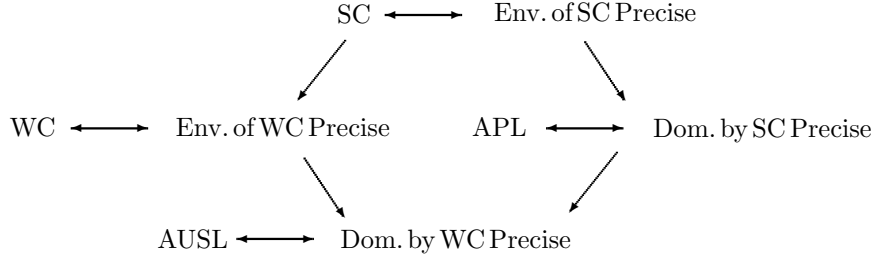 SC Env. of SC Precise
WC Env. of WC Precise APL Dom. by SC Precise
AUSL Dom. by WC Precise